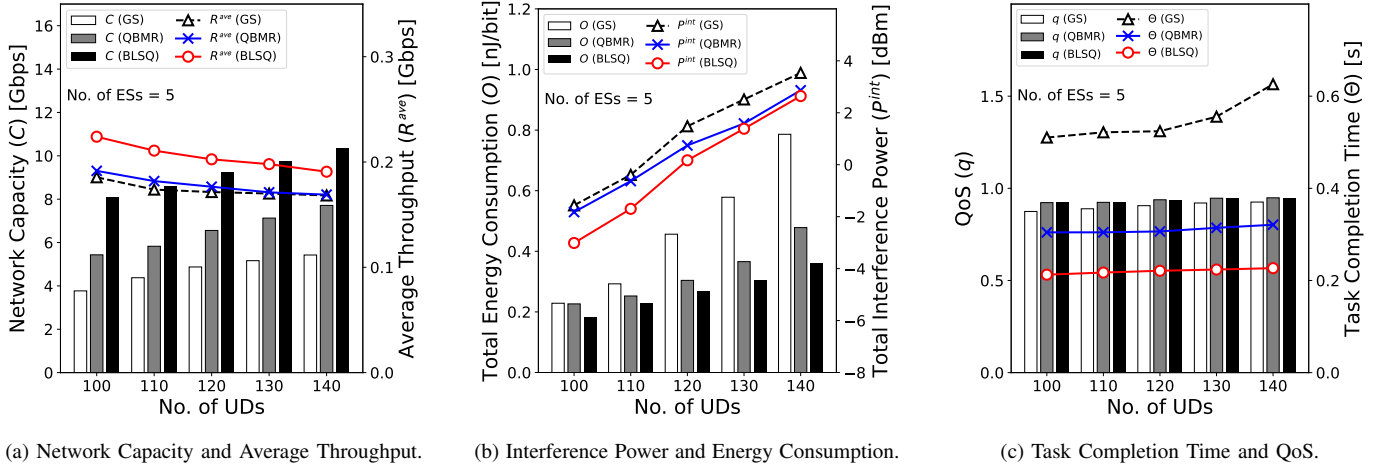 C (GS)
C (QBMR)
C (BLSQ)
R^ave (GS)
R^ave (QBMR)
R^ave (BLSQ)
No. of ESs = 5
Network Capacity (C) [Gbps]
16
14
12
10
8
6
4
2
0
100 110 120 130 140
No. of UDs
0.3
0.2
0.1
0.0
Average Throughput (R^ave) [Gbps]
(a) Network Capacity and Average Throughput.
O (GS)
O (QBMR)
O (BLSQ)
P^int (GS)
P^int (QBMR)
P^int (BLSQ)
No. of ESs = 5
Total Energy Consumption (O) [nJ/bit]
1.2
1.0
0.8
0.6
0.4
0.2
0.0
100 110 120 130 140
No. of UDs
4
2
0
−2
−4
−6
−8
Total Interference Power (P^int) [dBm]
(b) Interference Power and Energy Consumption.
q (GS)
q (QBMR)
q (BLSQ)
Θ (GS)
Θ (QBMR)
Θ (BLSQ)
No. of ESs = 5
QoS (q)
1.5
1.0
0.5
0.0
100 110 120 130 140
No. of UDs
0.6
0.4
0.2
0.0
Task Completion Time (Θ) [s]
(c) Task Completion Time and QoS.